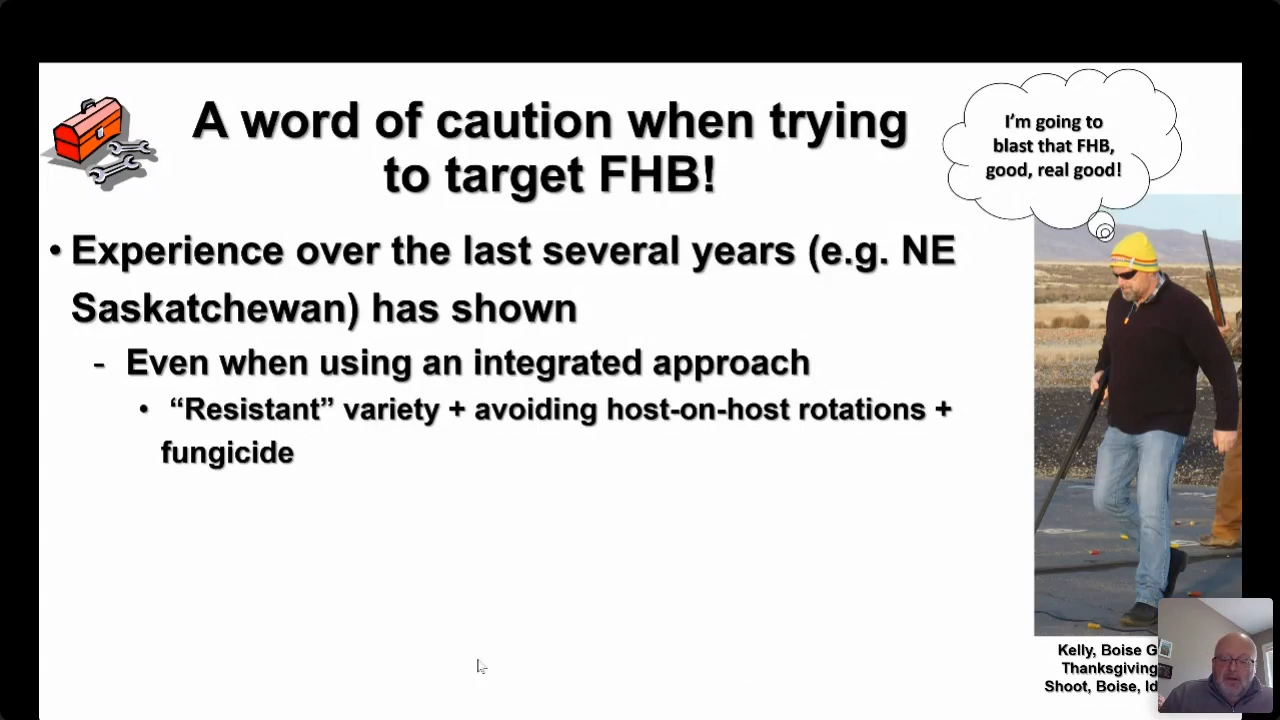 A word of caution when trying
to target FHB!
I'm going to
blast that FHB,
good, real good!
• Experience over the last several years (e.g. NE
Saskatchewan) has shown
- Even when using an integrated approach
• “Resistant” variety + avoiding host-on-host rotations +
fungicide
Kelly, Boise G
Thanksgiving
Shoot, Boise, Id